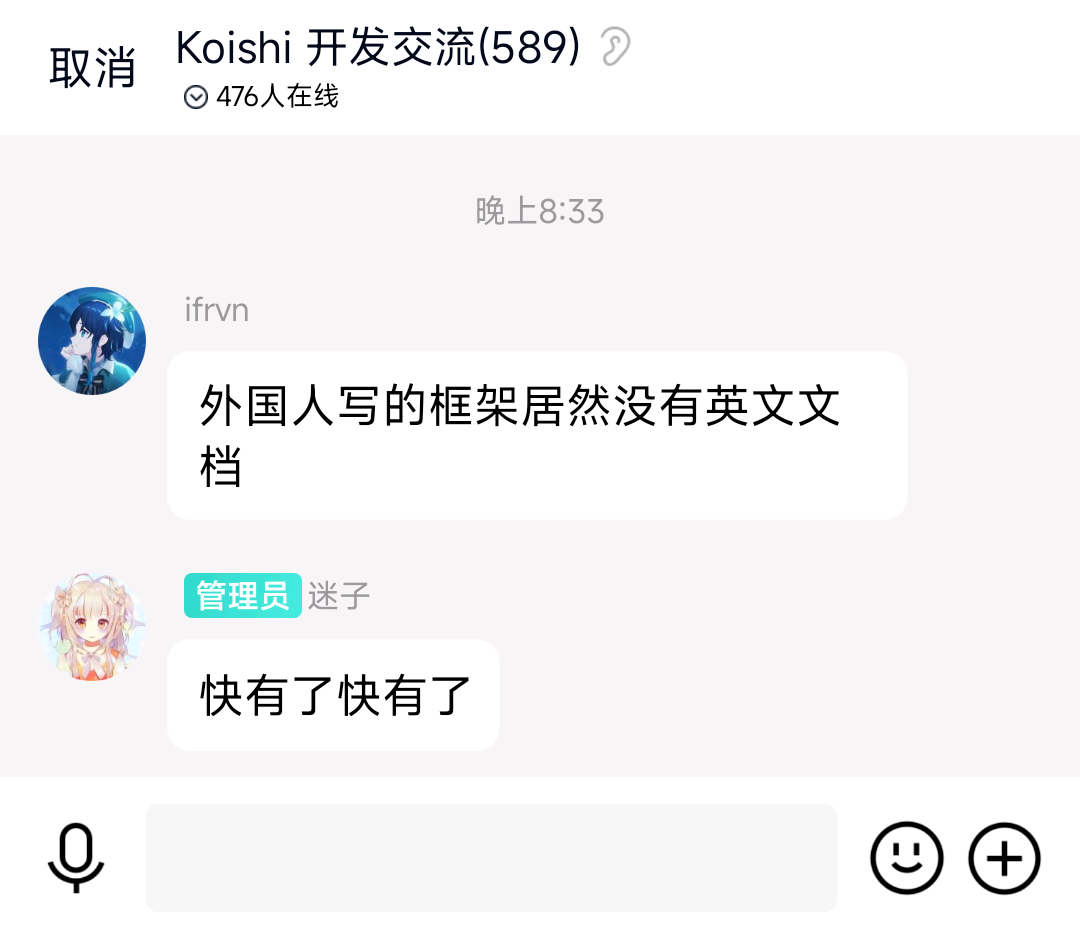 取消
Koishi 开发交流(589)
476人在线
晚上8:33
ifrvn
外国人写的框架居然没有英文文
档
管理员 迷子
快有了快有了